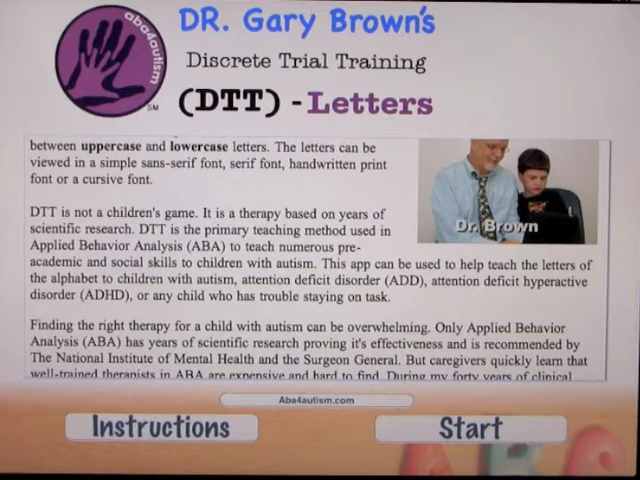 aba4autism
SM
DR. Gary Brown's
Discrete Trial Training
(DTT) - Letters
between uppercase and lowercase letters. The letters can be
viewed in a simple sans-serif font, serif font, handwritten print
font or a cursive font.
DTT is not a children's game. It is a therapy based on years of
scientific research. DTT is the primary teaching method used in
Applied Behavior Analysis (ABA) to teach numerous pre-
academic and social skills to children with autism. This app can be used to help teach the letters of
the alphabet to children with autism, attention deficit disorder (ADD), attention deficit hyperactive
disorder (ADHD), or any child who has trouble staying on task.
Finding the right therapy for a child with autism can be overwhelming. Only Applied Behavior
Analysis (ABA) has years of scientific research proving it's effectiveness and is recommended by
The National Institute of Mental Health and the Surgeon General. But caregivers quickly learn that
well-trained therapists in ABA are expensive and hard to find. During my forty years of clinical
Dr. Brown
Aba4autism.com
Instructions
Start